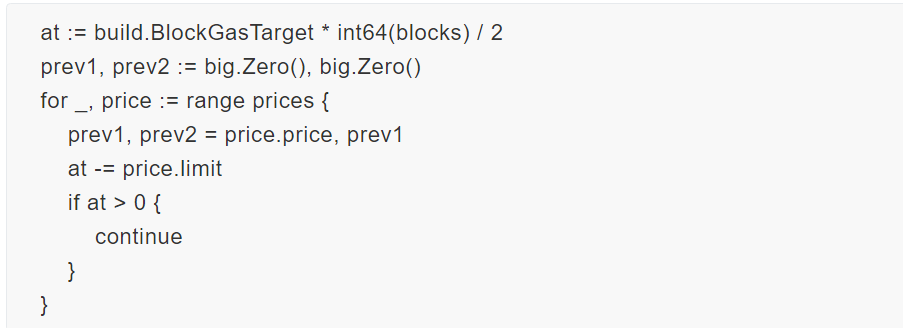 at := build.BlockGasTarget * int64(blocks) / 2
prev1, prev2 := big.Zero(), big.Zero()
for _, price := range prices {
prev1, prev2 = price.price, prev1
at -= price.limit
if at > 0 {
continue
}
}